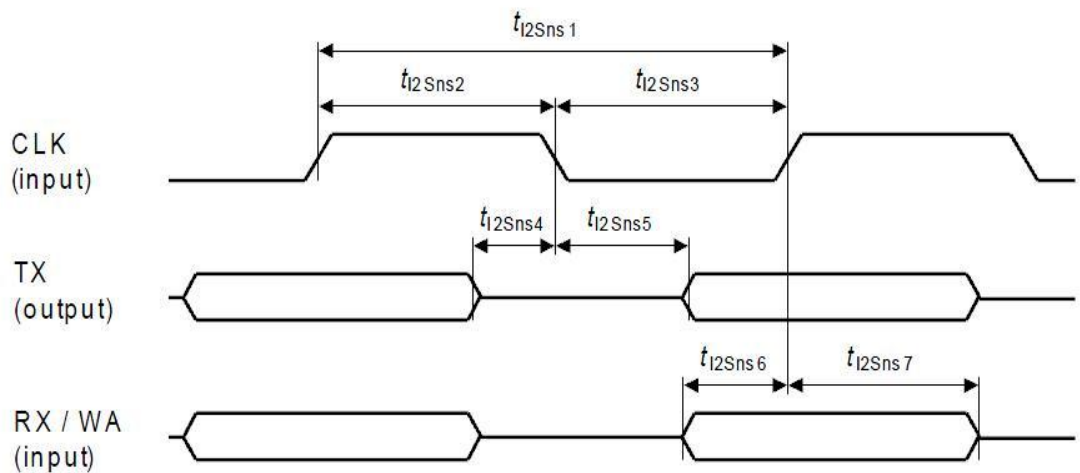 tI2Sns1
tI2Sns2
tI2Sns3
CLK
(input)
tI2Sns4
tI2Sns5
TX
(output)
tI2Sns6
tI2Sns7
RX / WA
(input)